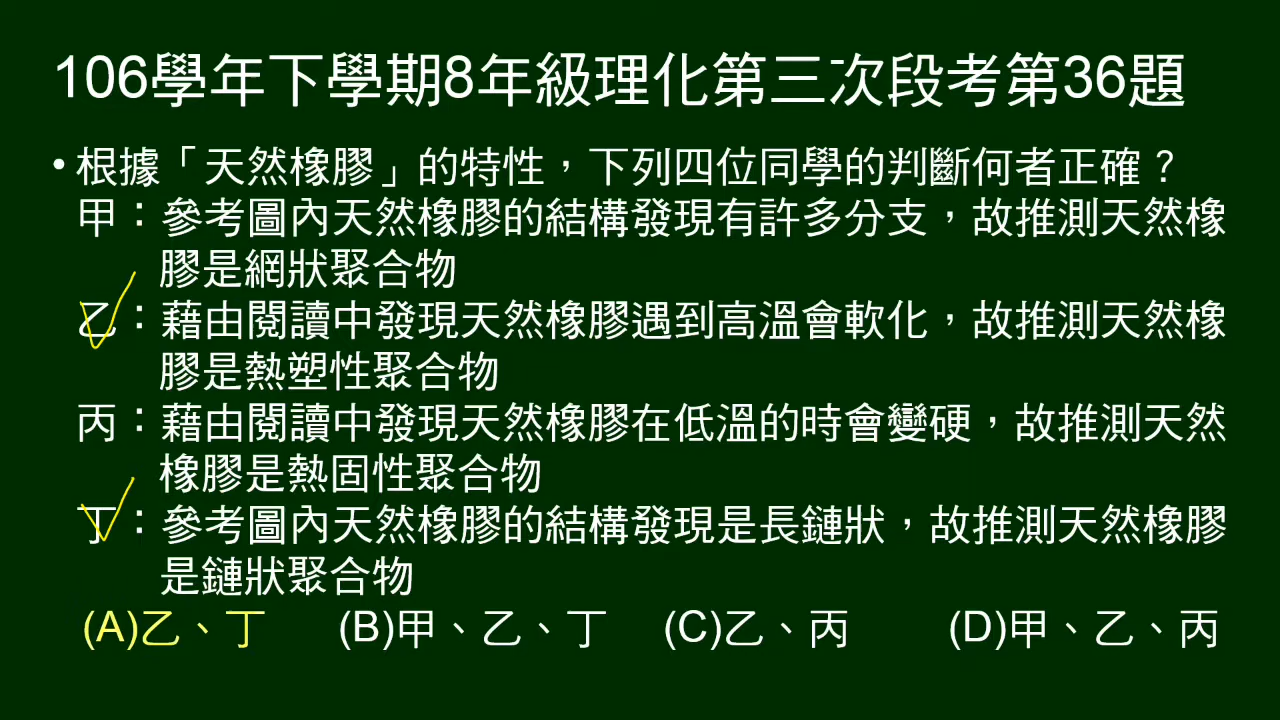 106學年下學期8年級理化第三次段考第36題
• 根據「天然橡膠」的特性，下列四位同學的判斷何者正確？
甲：參考圖內天然橡膠的結構發現有許多分支，故推測天然橡
膠是網狀聚合物
乙：藉由閱讀中發現天然橡膠遇到高溫會軟化，故推測天然橡
膠是熱塑性聚合物
丙：藉由閱讀中發現天然橡膠在低溫的時會變硬，故推測天然
橡膠是熱固性聚合物
丁：參考圖內天然橡膠的結構發現是長鏈狀，故推測天然橡膠
是鏈狀聚合物
(A)乙、丁 (B)甲、乙、丁 (C)乙、丙 (D)甲、乙、丙